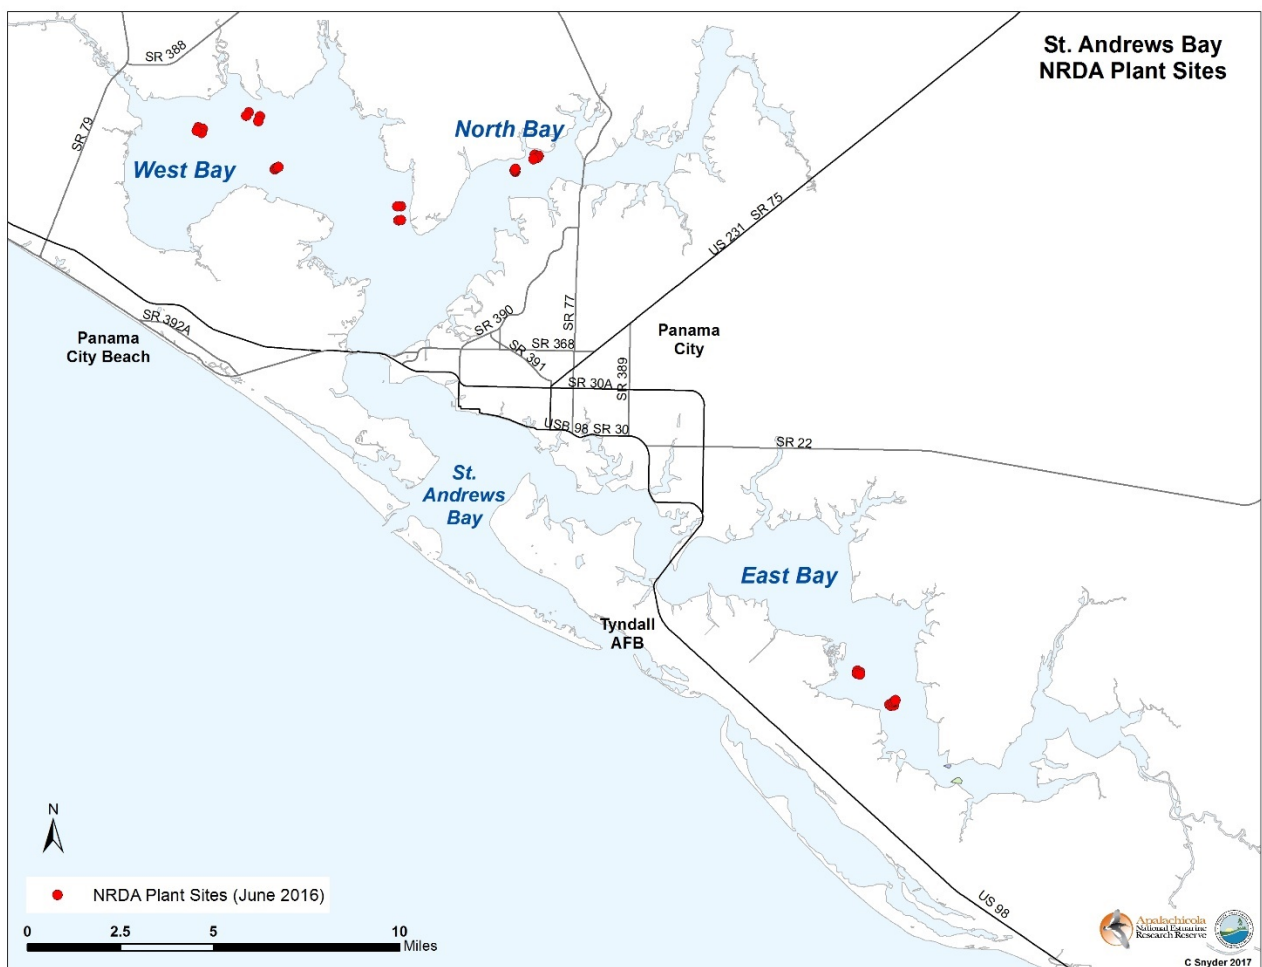 St. Andrews Bay
NRDA Plant Sites
SR 388
SR 79
North Bay
West Bay
US 231
SR 75
SR 77
SR 390
SR 392A
Panama
City Beach
SR 368
SR 391
Panama
City
SR 389
SR 30A
USB 98
SR 30
SR 22
St.
Andrews
Bay
East Bay
Tyndall
AFB
US 98
N
NRDA Plant Sites (June 2016)
0
2.5
5
10
Miles
Apalachicola
National Estuarine
Research Reserve
C Snyder 2017